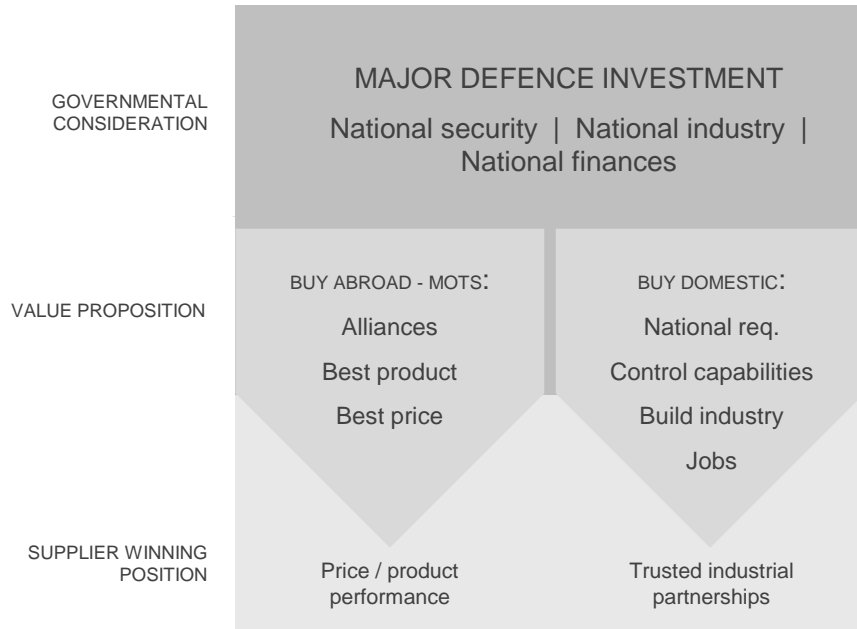 GOVERNMENTAL
CONSIDERATION
MAJOR DEFENCE INVESTMENT
National security | National industry |
National finances
VALUE PROPOSITION
BUY ABROAD - MOTS:
Alliances
Best product
Best price
BUY DOMESTIC:
National req.
Control capabilities
Build industry
Jobs
SUPPLIER WINNING
POSITION
Price / product
performance
Trusted industrial
partnerships